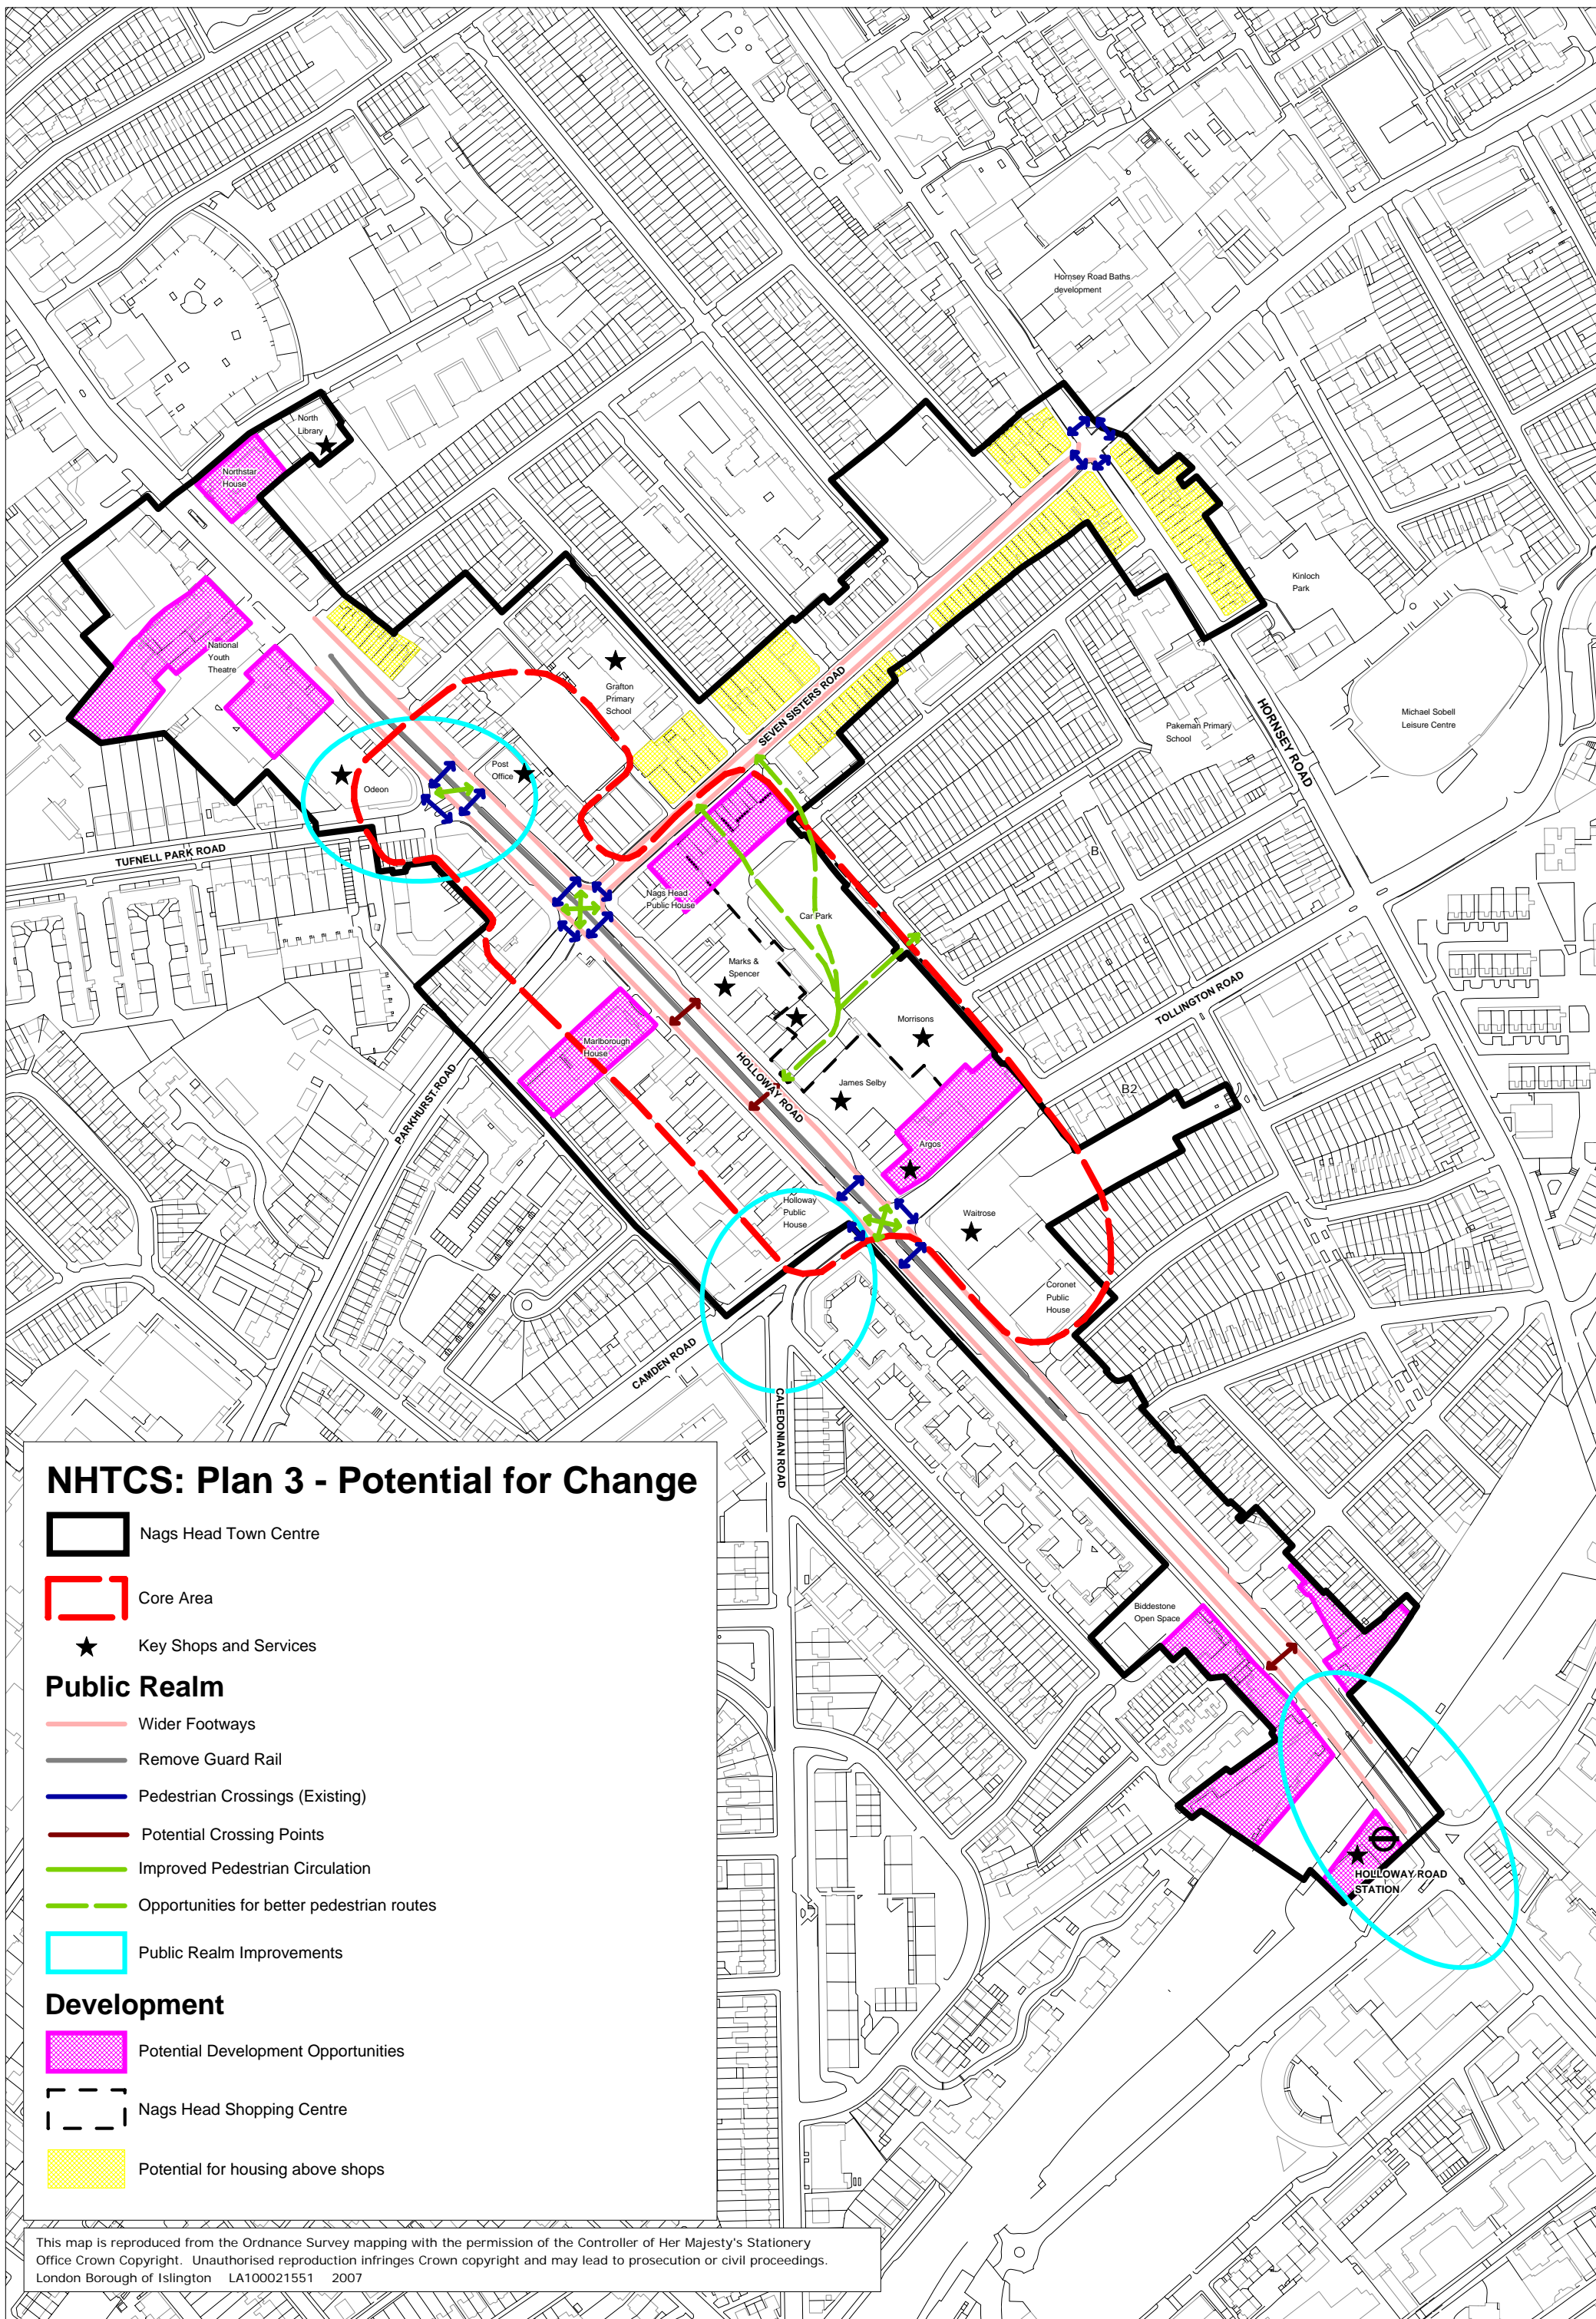 Hornsey Road Baths
development
North
Library
Northstar
House
Kinloch
Park
National
Youth
Theatre
Grafton
Primary
School
SEVEN SISTERS ROAD
HORNSEY ROAD
Pakeman Primary
School
Michael Sobell
Leisure Centre
Post
Office
Odeon
TUFNELL PARK ROAD
B
Nags Head
Public House
Car Park
Marks &
Spencer
TOLLINGTON ROAD
Morrisons
Marlborough
House
HOLLOWAY ROAD
James Selby
B2
PARKHURST ROAD
Argos
Holloway
Public
House
Waitrose
Coronet
Public
House
CAMDEN ROAD
CALEDONIAN ROAD
Biddestone
Open Space
HOLLOWAY ROAD
STATION
NHTCS: Plan 3 - Potential for Change
Nags Head Town Centre
Core Area
Key Shops and Services
Public Realm
Wider Footways
Remove Guard Rail
Pedestrian Crossings (Existing)
Potential Crossing Points
Improved Pedestrian Circulation
Opportunities for better pedestrian routes
Public Realm Improvements
Development
Potential Development Opportunities
Nags Head Shopping Centre
Potential for housing above shops
This map is reproduced from the Ordnance Survey mapping with the permission of the Controller of Her Majesty's Stationery
Office Crown Copyright. Unauthorised reproduction infringes Crown copyright and may lead to prosecution or civil proceedings.
London Borough of Islington LA100021551 2007